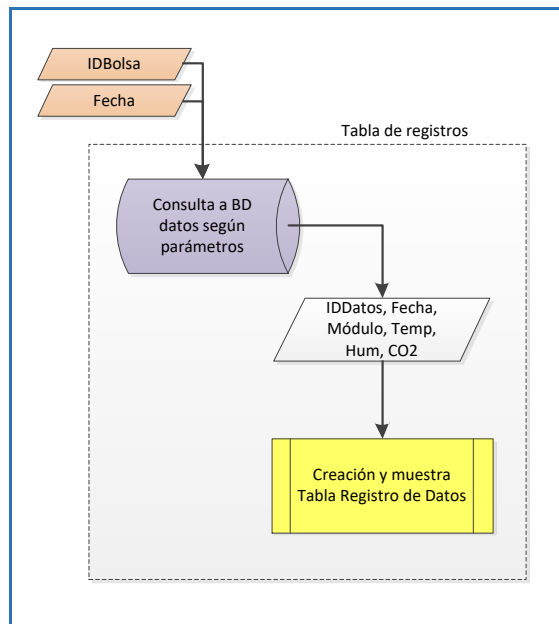 IDBolsa
Fecha
Tabla de registros
Consulta a BD
datos según
parámetros
IDDatos, Fecha,
Módulo, Temp,
Hum, CO2
Creación y muestra
Tabla Registro de Datos